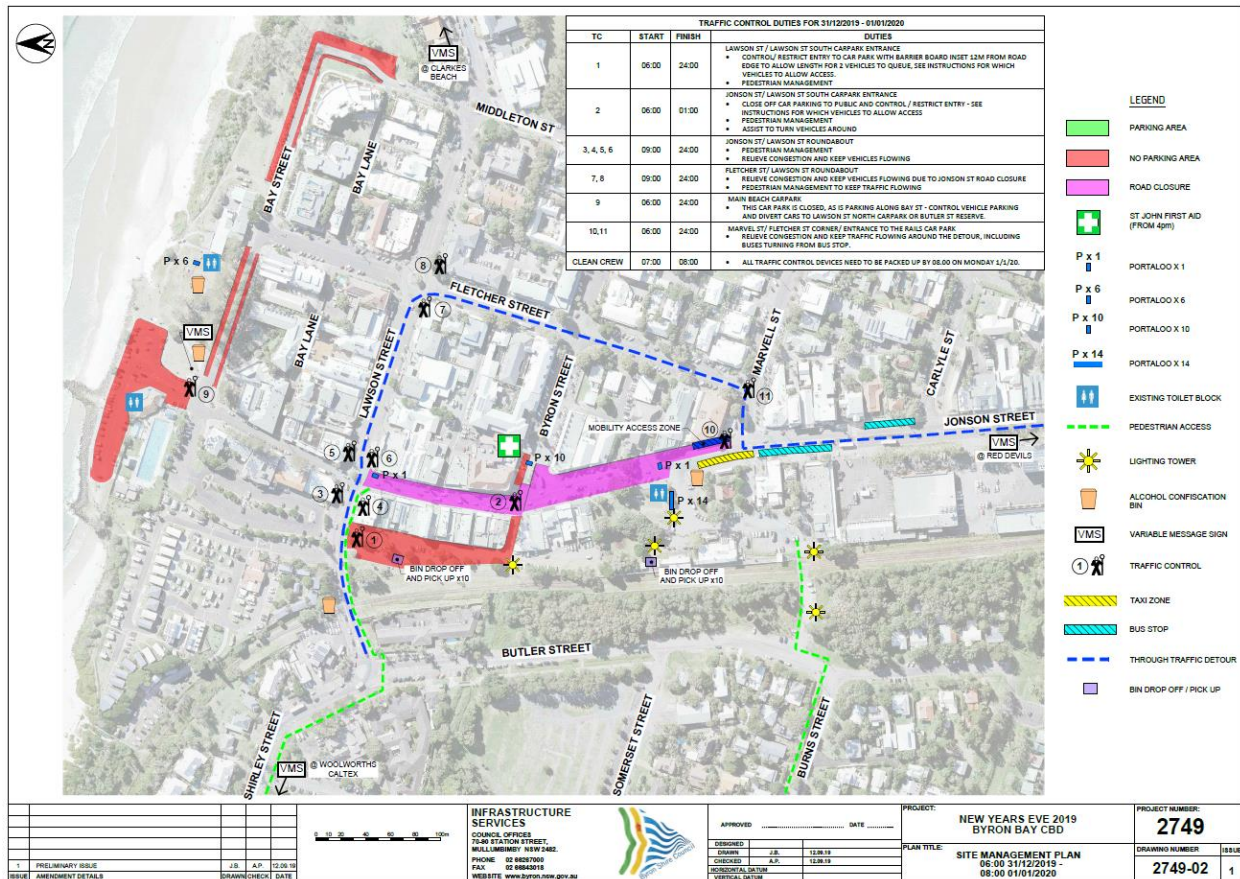 N
VMS
@ CLARKES
BEACH
MIDDLETON ST
BAY STREET
BAY LANE
P x 6
VMS
9
BAY LANE
8
FLETCHER STREET
7
LAWSON STREET
BYRON STREET
MARVELL ST
CARLYLE ST
11
JONSON STREET
VMS
@ RED DEVILS
MOBILITY ACCESS ZONE
10
5
6
P x 10
P x 1
P x 1
3
4
2
P x 14
1
BIN DROP OFF
AND PICK UP x10
BIN DROP OFF
AND PICK UP x10
BUTLER STREET
SHIRLEY STREET
VMS
@ WOOLWORTHS
CALTEX
SOMERSET STREET
BURNS STREET
TRAFFIC CONTROL DUTIES FOR 31/12/2019 - 01/01/2020
TC START FINISH DUTIES
1 06:00 24:00
LAWSON ST/ LAWSON ST SOUTH CARPARK ENTRANCE
• CONTROL/ RESTRICT ENTRY TO CAR PARK WITH BARRIER BOARD INSET 12M FROM ROAD
EDGE TO ALLOW LENGTH FOR 2 VEHICLES TO QUEUE, SEE INSTRUCTIONS FOR WHICH
VEHICLES TO ALLOW ACCESS.
• PEDESTRIAN MANAGEMENT
2 06:00 01:00
JONSON ST/ LAWSON ST SOUTH CARPARK ENTRANCE
• CLOSE OFF CAR PARKING TO PUBLIC AND CONTROL / RESTRICT ENTRY - SEE
INSTRUCTIONS FOR WHICH VEHICLES TO ALLOW ACCESS
• PEDESTRIAN MANAGEMENT
• ASSIST TO TURN VEHICLES AROUND
3, 4, 5, 6 09:00 24:00
JONSON ST/ LAWSON ST ROUNDABOUT
• PEDESTRIAN MANAGEMENT
• RELIEVE CONGESTION AND KEEP VEHICLES FLOWING
7, 8 09:00 24:00
FLETCHER ST/ LAWSON ST ROUNDABOUT
• RELIEVE CONGESTION AND KEEP VEHICLES FLOWING DUE TO JONSON ST ROAD CLOSURE
• PEDESTRIAN MANAGEMENT TO KEEP TRAFFIC FLOWING
9 06:00 24:00
MAIN BEACH CARPARK
• THIS CAR PARK IS CLOSED, AS IS PARKING ALONG BAY ST - CONTROL VEHICLE PARKING
AND DIVERT CARS TO LAWSON ST NORTH CARPARK OR BUTLER ST RESERVE.
10,11 06:00 24:00
MARVEL ST/ FLETCHER ST CORNER/ ENTRANCE TO THE RAILS CAR PARK
• RELIEVE CONGESTION AND KEEP TRAFFIC FLOWING AROUND THE DETOUR, INCLUDING
BUSES TURNING FROM BUS STOP.
CLEAN CREW 07:00 08:00 • ALL TRAFFIC CONTROL DEVICES NEED TO BE PACKED UP BY 08.00 ON MONDAY 1/1/20.
LEGEND
PARKING AREA
NO PARKING AREA
ROAD CLOSURE
ST JOHN FIRST AID
(FROM 4pm)
P x 1
PORTALOO X 1
P x 6
PORTALOO X 6
P x 10
PORTALOO X 10
P x 14
PORTALOO X 14
EXISTING TOILET BLOCK
PEDESTRIAN ACCESS
LIGHTING TOWER
ALCOHOL CONFISCATION
BIN
VMS VARIABLE MESSAGE SIGN
1 TRAFFIC CONTROL
TAXI ZONE
BUS STOP
THROUGH TRAFFIC DETOUR
BIN DROP OFF / PICK UP
1 PRELIMINARY ISSUE J.B. A.P. 12.09.19
ISSUE AMENDMENT DETAILS DRAWN CHECK DATE
0 10 20 40 60 80 100m
INFRASTRUCTURE
SERVICES
COUNCIL OFFICES
70-90 STATION STREET,
MULLUMBIMBY NSW 2482.
PHONE 02 66267000
FAX 02 66843018
WEBSITE www.byron.nsw.gov.au
Byron Shire Council
APPROVED DATE
DESIGNED
DRAWN J.B. 12.09.19
CHECKED A.P. 12.09.19
HORIZONTAL DATUM
VERTICAL DATUM
PROJECT:
NEW YEARS EVE 2019
BYRON BAY CBD
PLAN TITLE:
SITE MANAGEMENT PLAN
06:00 31/12/2019 -
08:00 01/01/2020
PROJECT NUMBER:
2749
DRAWING NUMBER ISSUE
2749-02 1